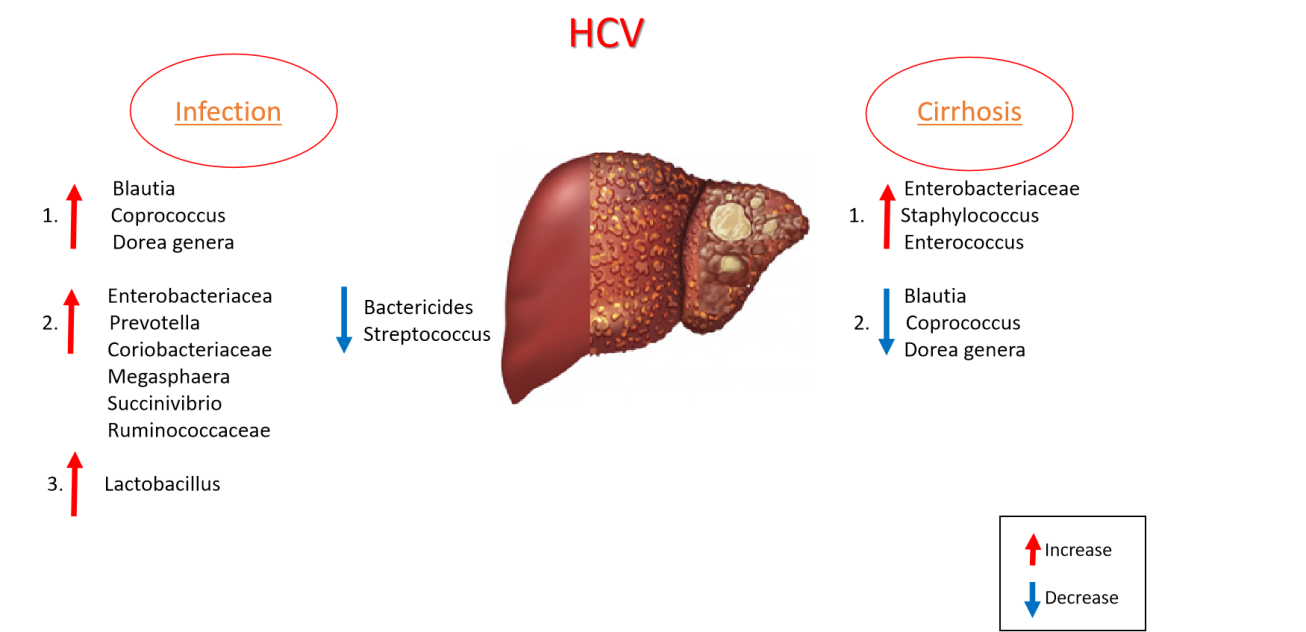 HCV
Infection
1.
Blautia
Coprococcus
Dorea genera
2.
Enterobacteriacea
Prevotella
Coriobacteriaceae
Megasphaera
Succinivibrio
Ruminococcaceae
Bactericides
Streptococcus
3.
Lactobacillus
Cirrhosis
1.
Enterobacteriaceae
Staphylococcus
Enterococcus
2.
Blautia
Coprococcus
Dorea genera
Increase
Decrease